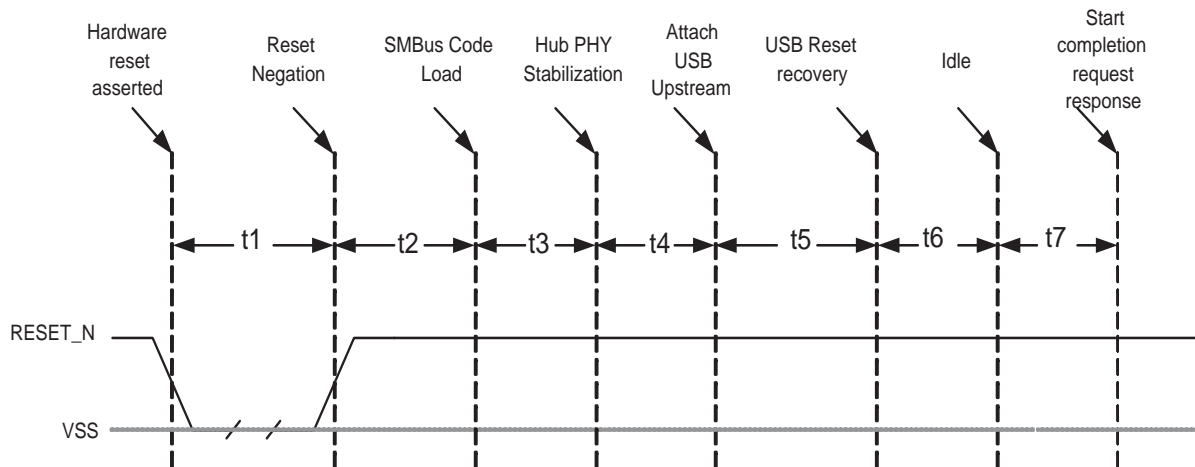 Hardware
reset
asserted
Reset
Negation
SMBus Code
Load
Hub PHY
Stabilization
Attach
USB
Upstream
USB Reset
recovery
Idle
Start
completion
request
response
t1
t2
t3
t4
t5
t6
t7
RESET_N
VSS